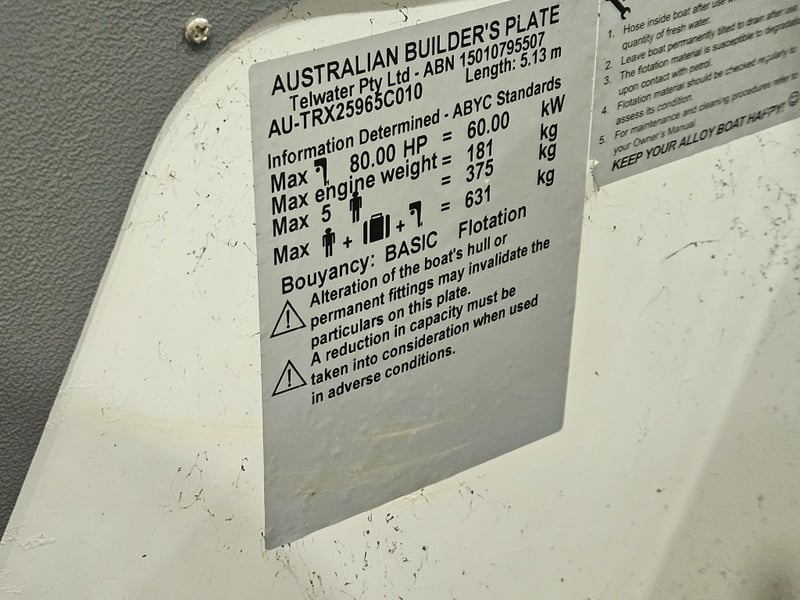 AUSTRALIAN BUILDER'S PLATE
Telwater Pty Ltd - ABN 15010795507
AU-TRX25965C010 Length: 5.13 m
Information Determined - ABYC Standards
Max 80.00 HP = 60.00 kW
Max engine weight = 181 kg
Max 5 = 375 kg
Max + + = 631 kg
Bouyancy: BASIC Flotation
Alteration of the boat's hull or
permanent fittings may invalidate the
particulars on this plate.
A reduction in capacity must be
taken into consideration when used
in adverse conditions.
1. Hose inside boat after use
quantity of fresh water.
2. Leave boat permanently tilted to drain after use
3. The flotation material is susceptible to
upon contact with petrol.
4. Flotation material should be checked regularly to
assess its condition.
5. For maintenance and cleaning procedures refer to
your Owner's Manual.
KEEP YOUR ALLOY BOAT HAPPY!